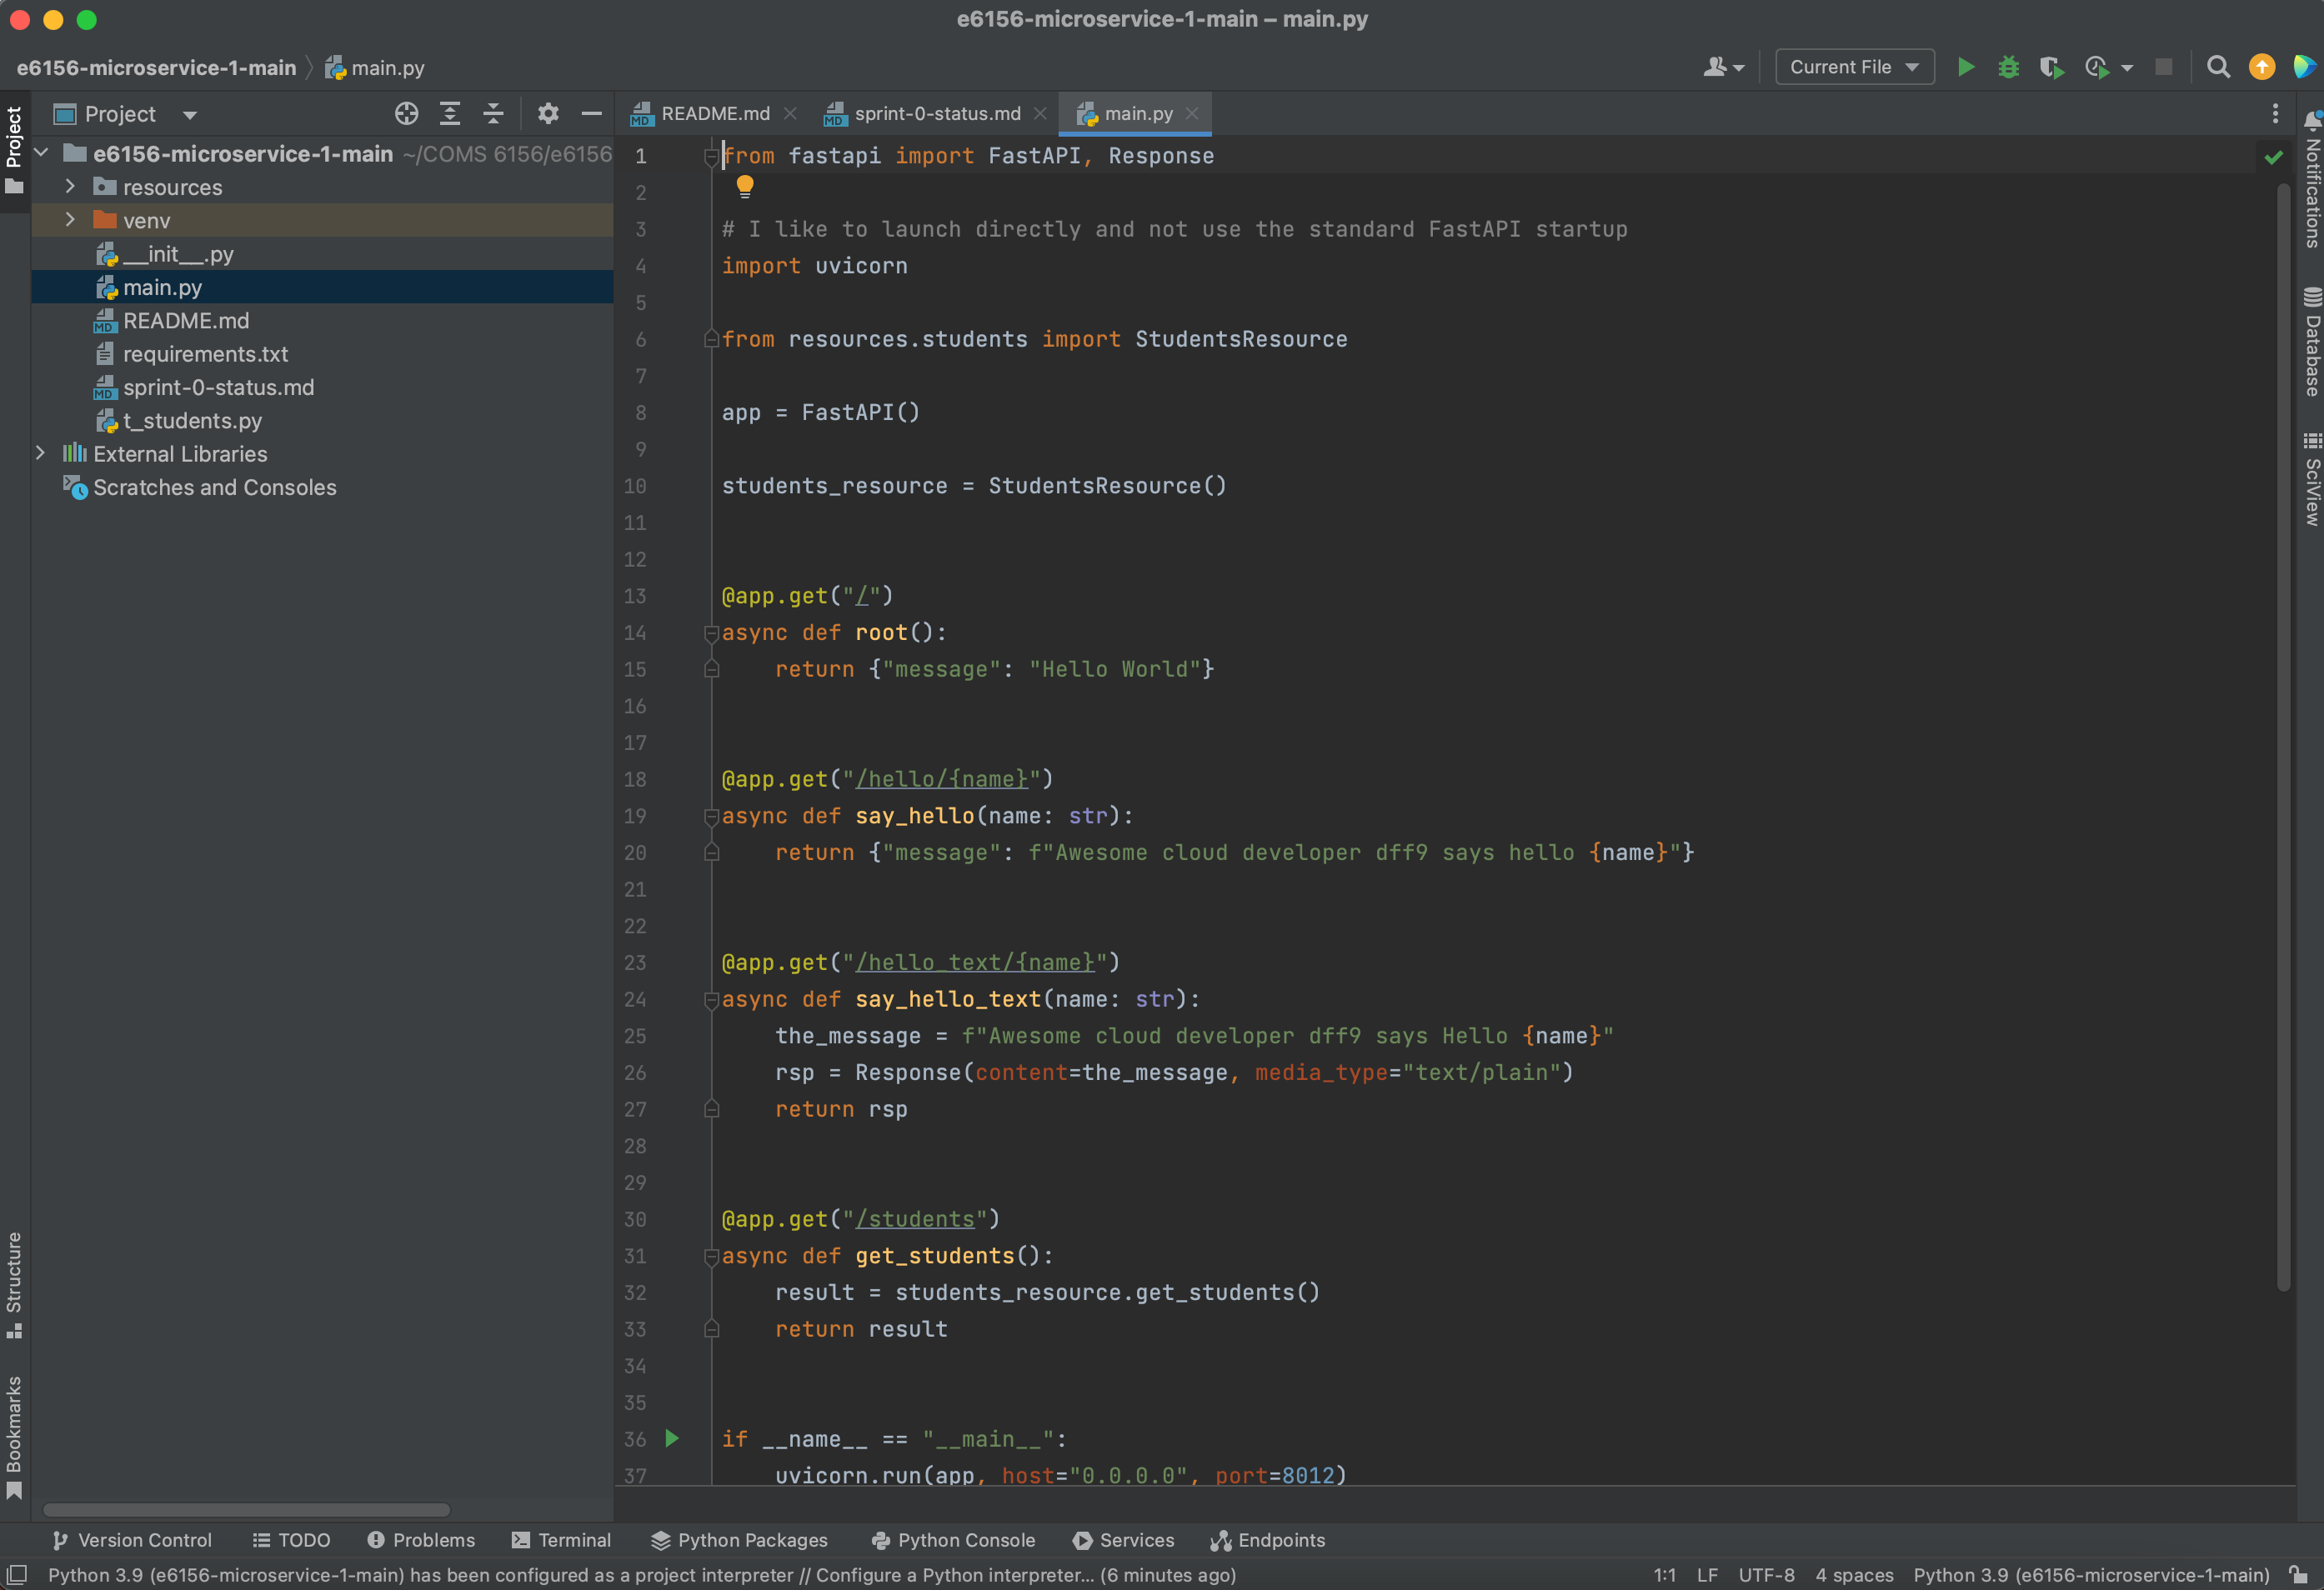 e6156-microservice-1-main – main.py
e6156-microservice-1-main main.py
Current File
Project
README.md
sprint-0-status.md
main.py
Project
e6156-microservice-1-main ~/COMS 6156/e6156
resources
venv
__init__.py
main.py
README.md
requirements.txt
sprint-0-status.md
t_students.py
External Libraries
Scratches and Consoles
Structure
Bookmarks
1 from fastapi import FastAPI, Response
2
3 # I like to launch directly and not use the standard FastAPI startup
4 import uvicorn
5
6 from resources.students import StudentsResource
7
8 app = FastAPI()
9
10 students_resource = StudentsResource()
11
12
13 @app.get("/")
14 async def root():
15     return {"message": "Hello World"}
16
17
18 @app.get("/hello/{name}")
19 async def say_hello(name: str):
20     return {"message": f"Awesome cloud developer dff9 says hello {name}"}
21
22
23 @app.get("/hello_text/{name}")
24 async def say_hello_text(name: str):
25     the_message = f"Awesome cloud developer dff9 says Hello {name}"
26     rsp = Response(content=the_message, media_type="text/plain")
27     return rsp
28
29
30 @app.get("/students")
31 async def get_students():
32     result = students_resource.get_students()
33     return result
34
35
36 if __name__ == "__main__":
37     uvicorn.run(app, host="0.0.0.0", port=8012)
Notifications
Database
SciView
Version Control TODO Problems Terminal Python Packages Python Console Services Endpoints
Python 3.9 (e6156-microservice-1-main) has been configured as a project interpreter // Configure a Python interpreter... (6 minutes ago) 1:1 LF UTF-8 4 spaces Python 3.9 (e6156-microservice-1-main)